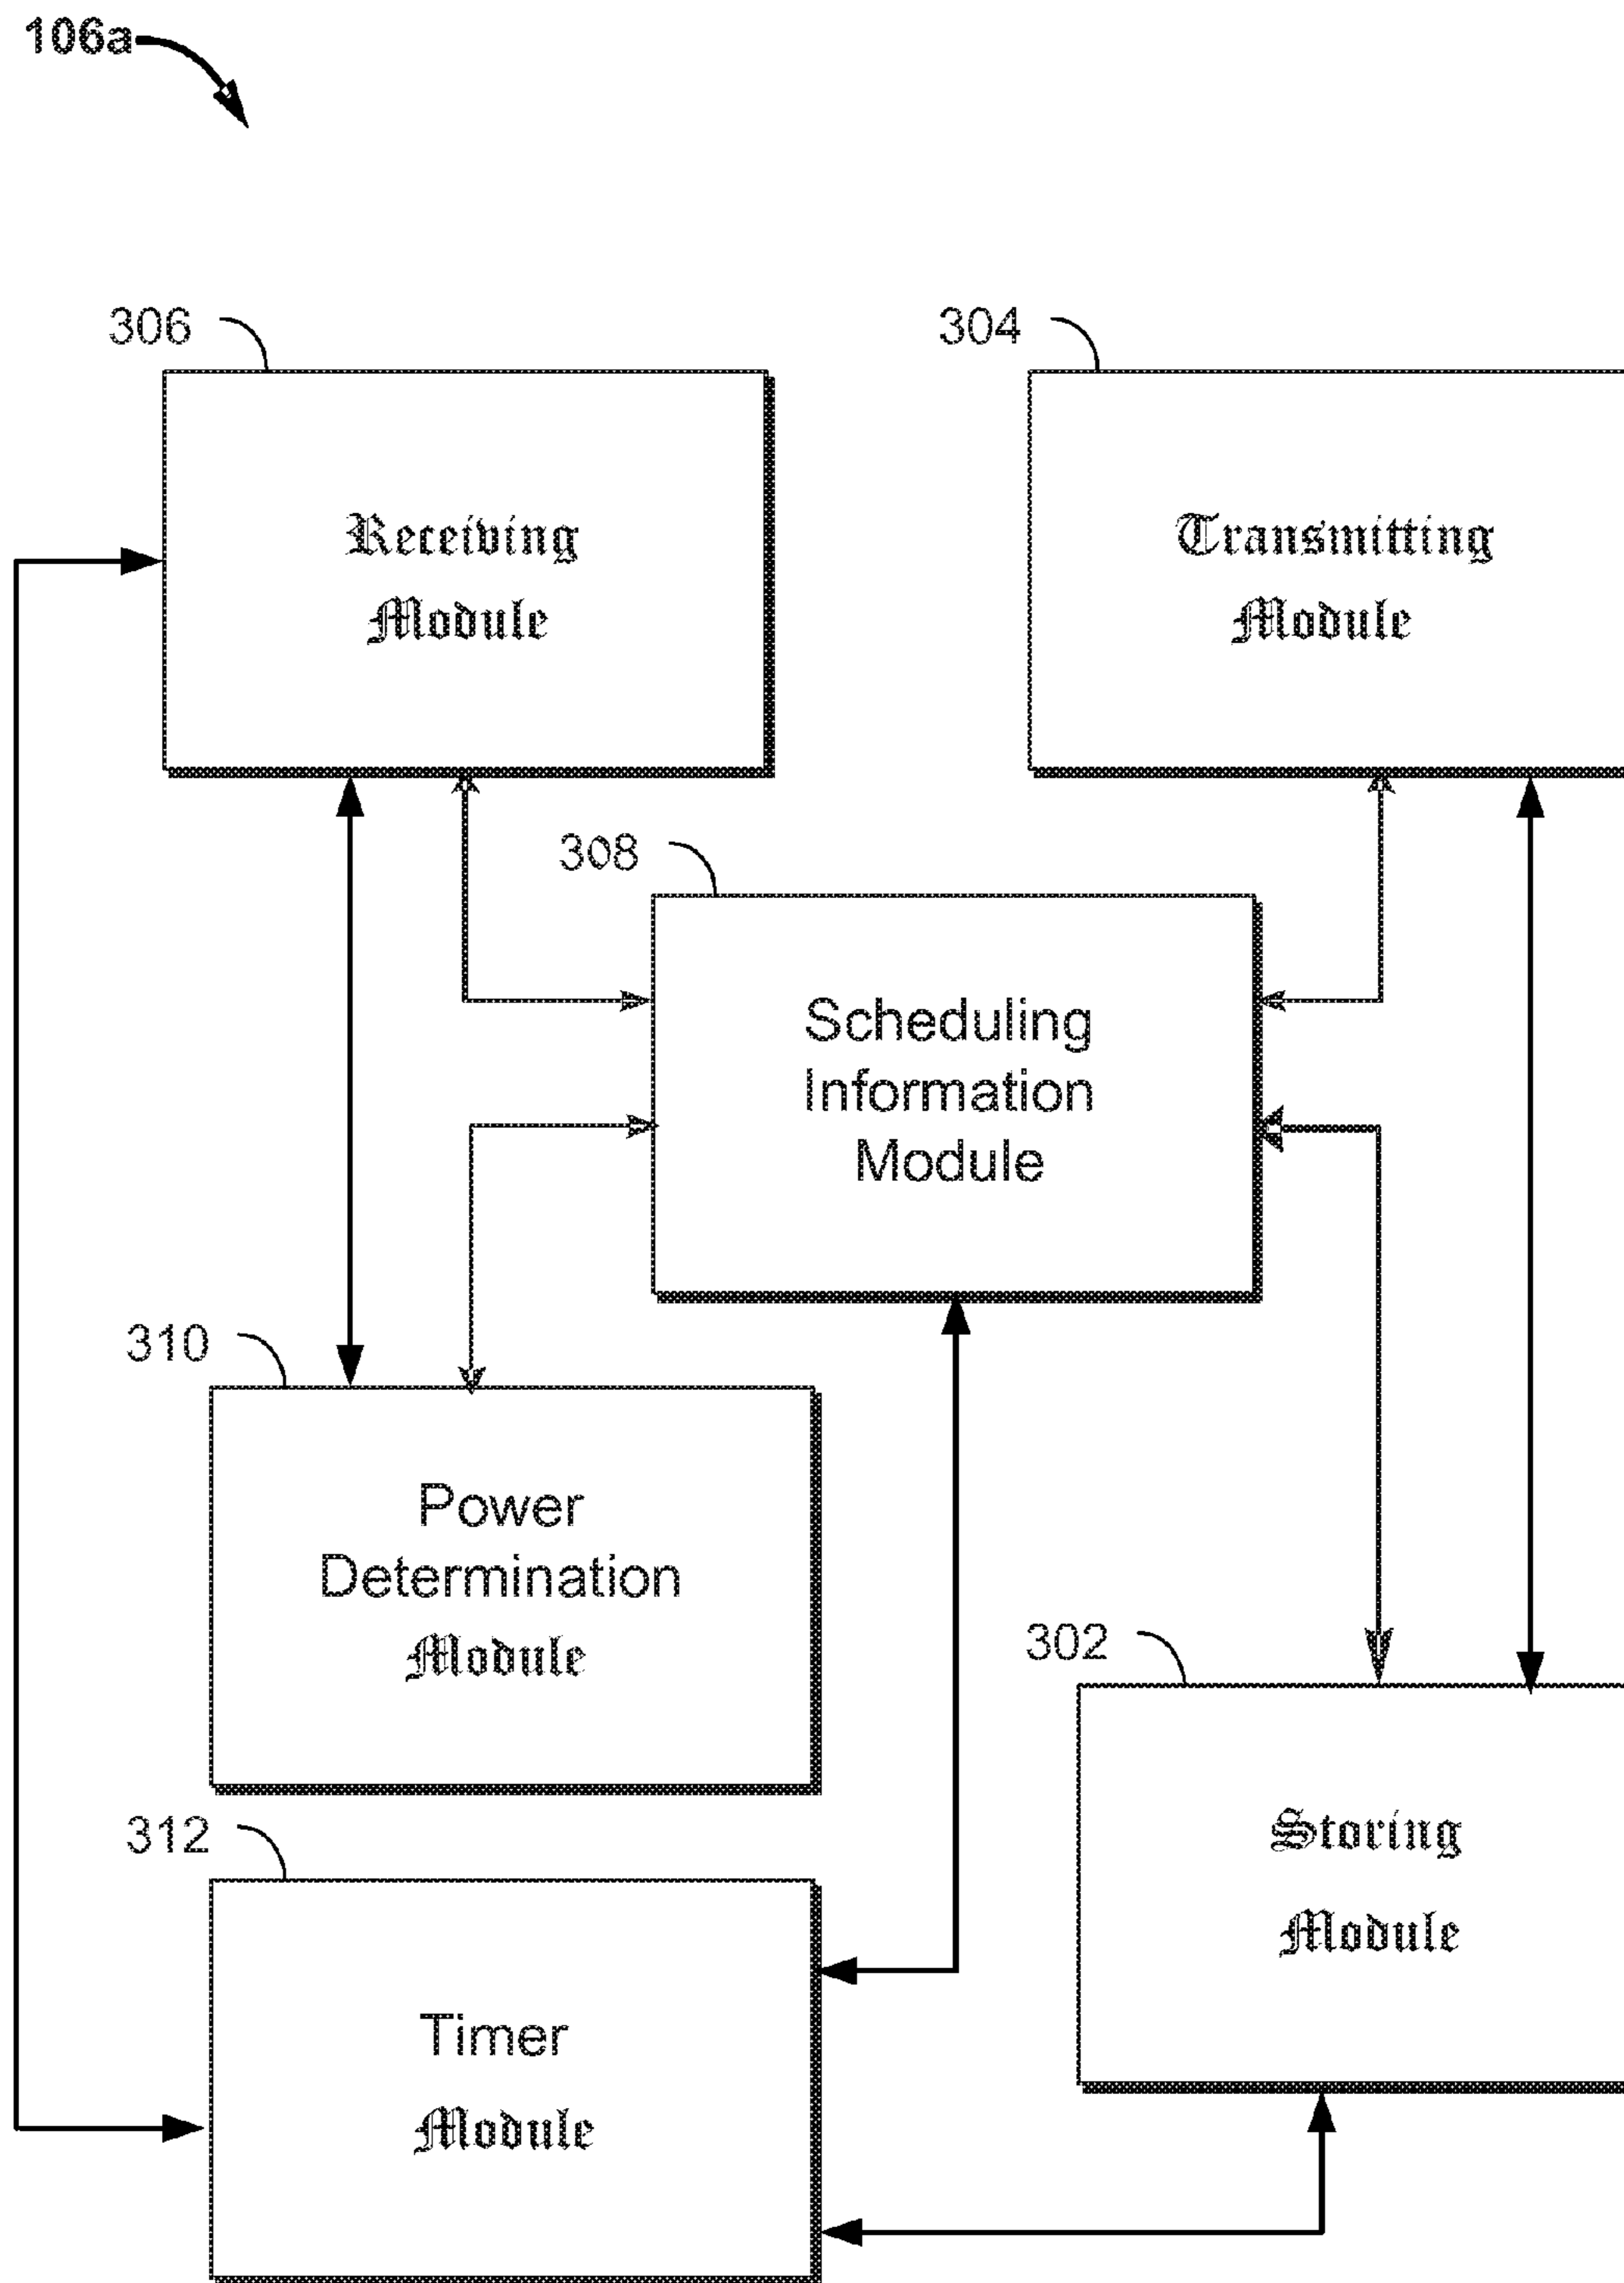 106a
306
304
Receiving
Module
Transmitting
Module
308
Scheduling
Information
Module
310
Power
Determination
Module
302
Storing
Module
312
Timer
Module